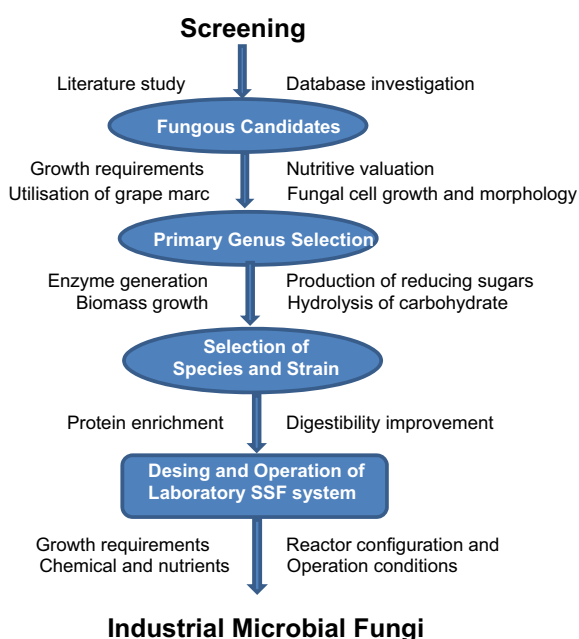 Screening
Literature study
Database investigation
Fungous Candidates
Growth requirements
Nutritive valuation
Utilisation of grape marc
Fungal cell growth and morphology
Primary Genus Selection
Enzyme generation
Production of reducing sugars
Biomass growth
Hydrolysis of carbohydrate
Selection of
Species and Strain
Protein enrichment
Digestibility improvement
Desing and Operation of
Laboratory SSF system
Growth requirements
Reactor configuration and
Chemical and nutrients
Operation conditions
Industrial Microbial Fungi